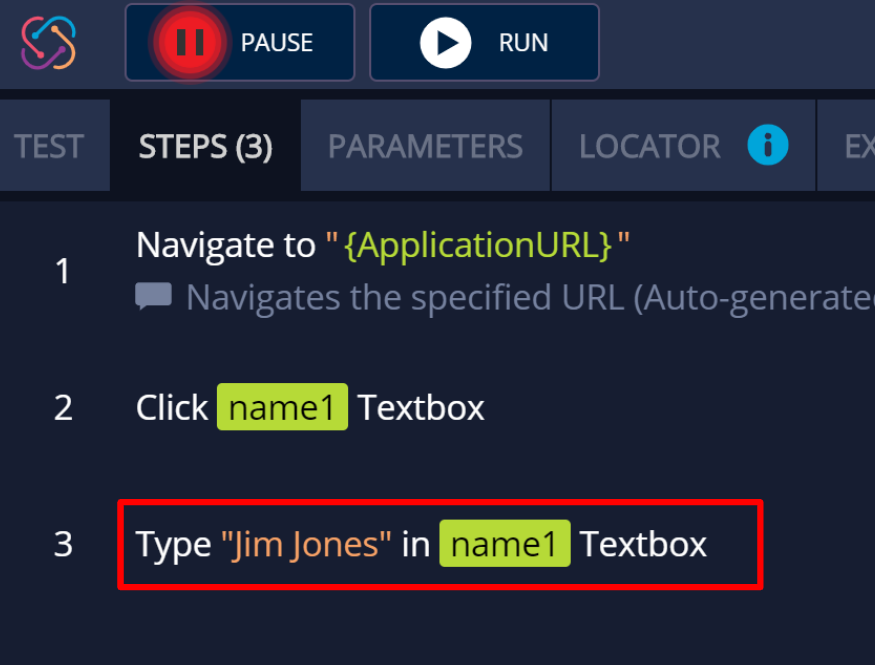 PAUSE RUN
TEST STEPS (3) PARAMETERS LOCATOR i EX
1 Navigate to "{ApplicationURL}"
Navigates the specified URL (Auto-generated
2 Click name1 Textbox
3 Type "Jim Jones" in name1 Textbox